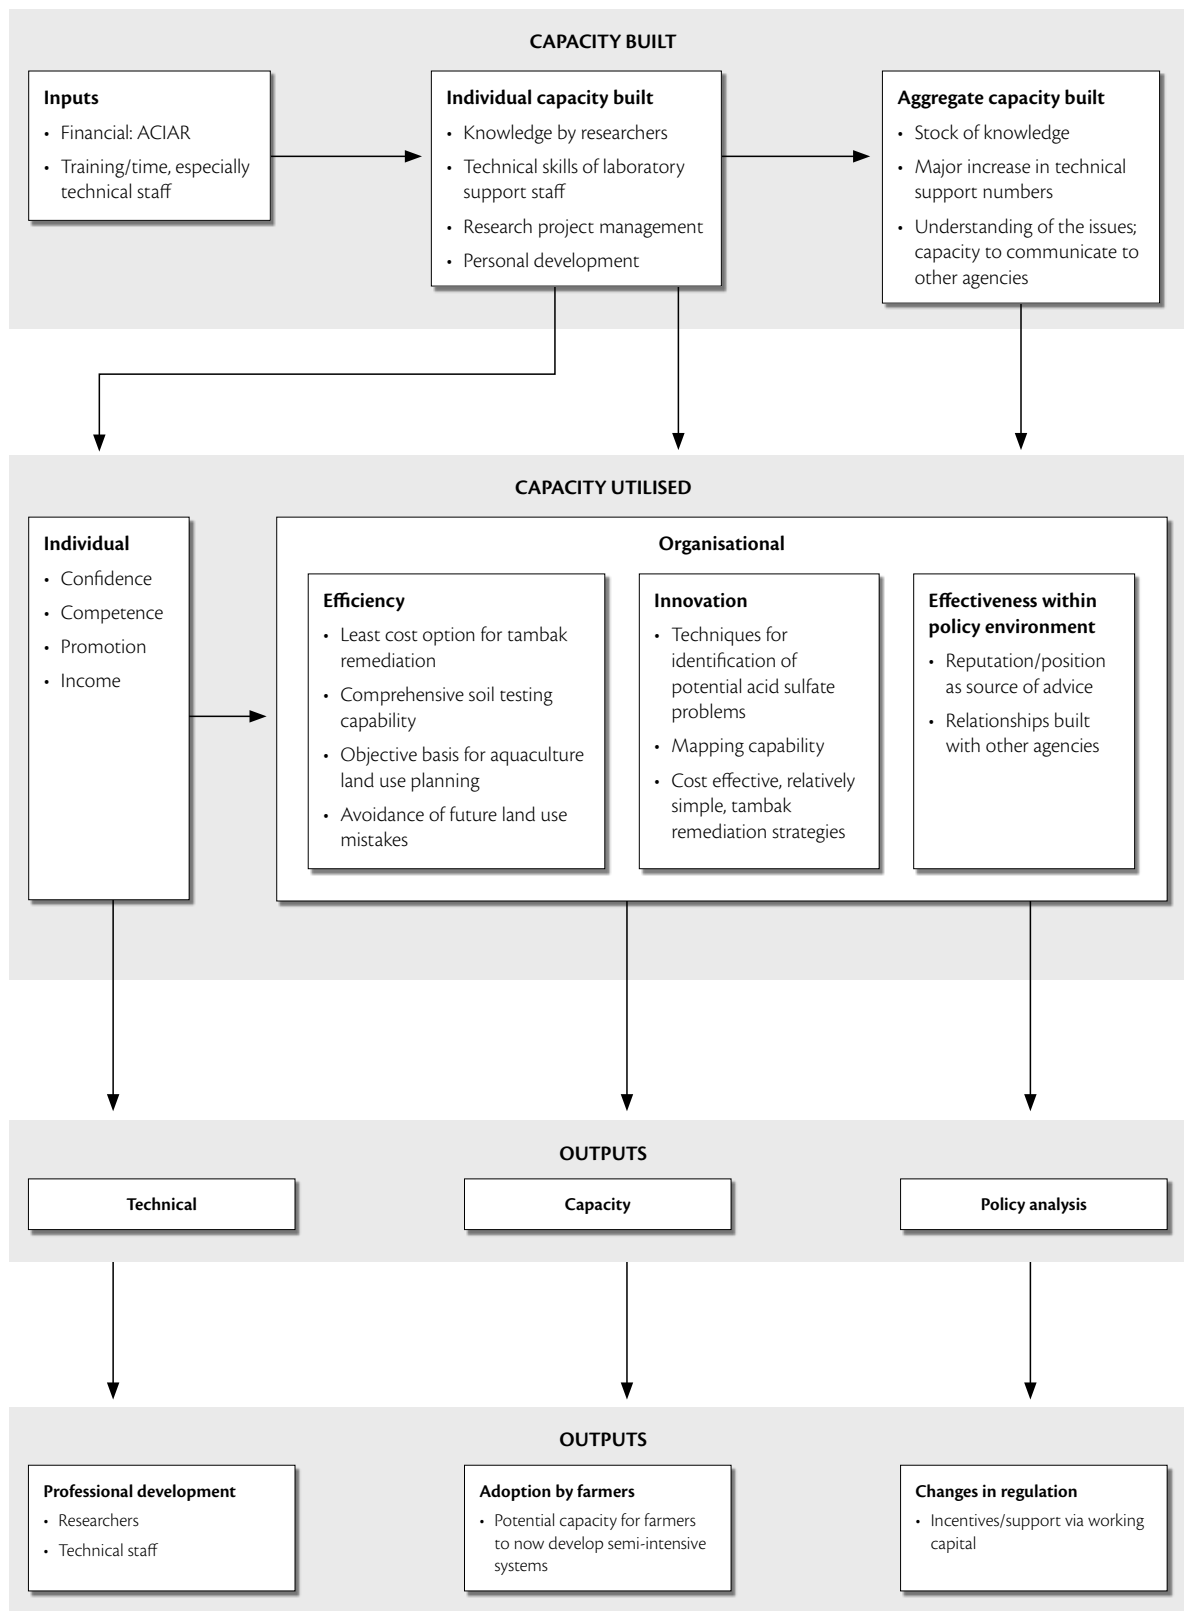 CAPACITY BUILT
Inputs
• Financial: ACIAR
• Training/time, especially
technical staff
Individual capacity built
• Knowledge by researchers
• Technical skills of laboratory
support staff
• Research project management
• Personal development
Aggregate capacity built
• Stock of knowledge
• Major increase in technical
support numbers
• Understanding of the issues;
capacity to communicate to
other agencies
CAPACITY UTILISED
Individual
• Confidence
• Competence
• Promotion
• Income
Organisational
Efficiency
• Least cost option for tambak
remediation
• Comprehensive soil testing
capability
• Objective basis for aquaculture
land use planning
• Avoidance of future land use
mistakes
Innovation
• Techniques for
identification of
potential acid sulfate
problems
• Mapping capability
• Cost effective, relatively
simple, tambak
remediation strategies
Effectiveness within
policy environment
• Reputation/position
as source of advice
• Relationships built
with other agencies
OUTPUTS
Technical
Capacity
Policy analysis
OUTPUTS
Professional development
• Researchers
• Technical staff
Adoption by farmers
• Potential capacity for farmers
to now develop semi-intensive
systems
Changes in regulation
• Incentives/support via working
capital